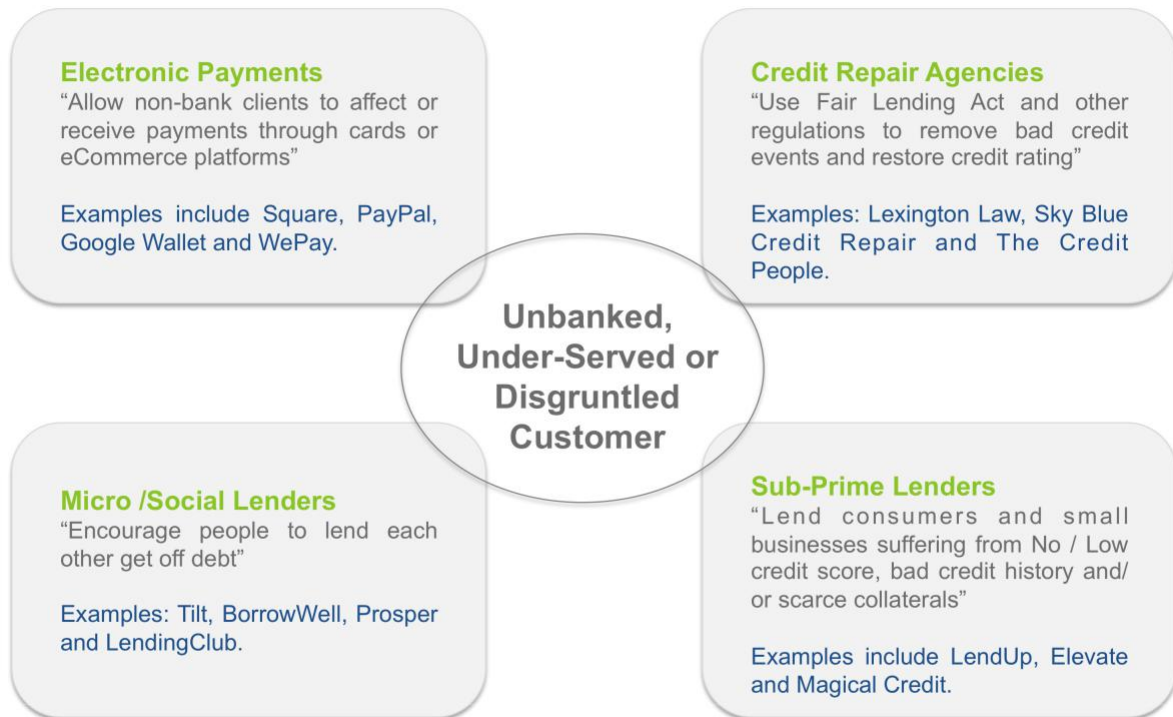 Electronic Payments
“Allow non-bank clients to affect or
receive payments through cards or
eCommerce platforms”
Examples include Square, PayPal,
Google Wallet and WePay.
Credit Repair Agencies
“Use Fair Lending Act and other
regulations to remove bad credit
events and restore credit rating”
Examples: Lexington Law, Sky Blue
Credit Repair and The Credit
People.
Unbanked,
Under-Served or
Disgruntled
Customer
Micro /Social Lenders
“Encourage people to lend each
other get off debt”
Examples: Tilt, BorrowWell, Prosper
and LendingClub.
Sub-Prime Lenders
“Lend consumers and small
businesses suffering from No / Low
credit score, bad credit history and/
or scarce collaterals”
Examples include LendUp, Elevate
and Magical Credit.